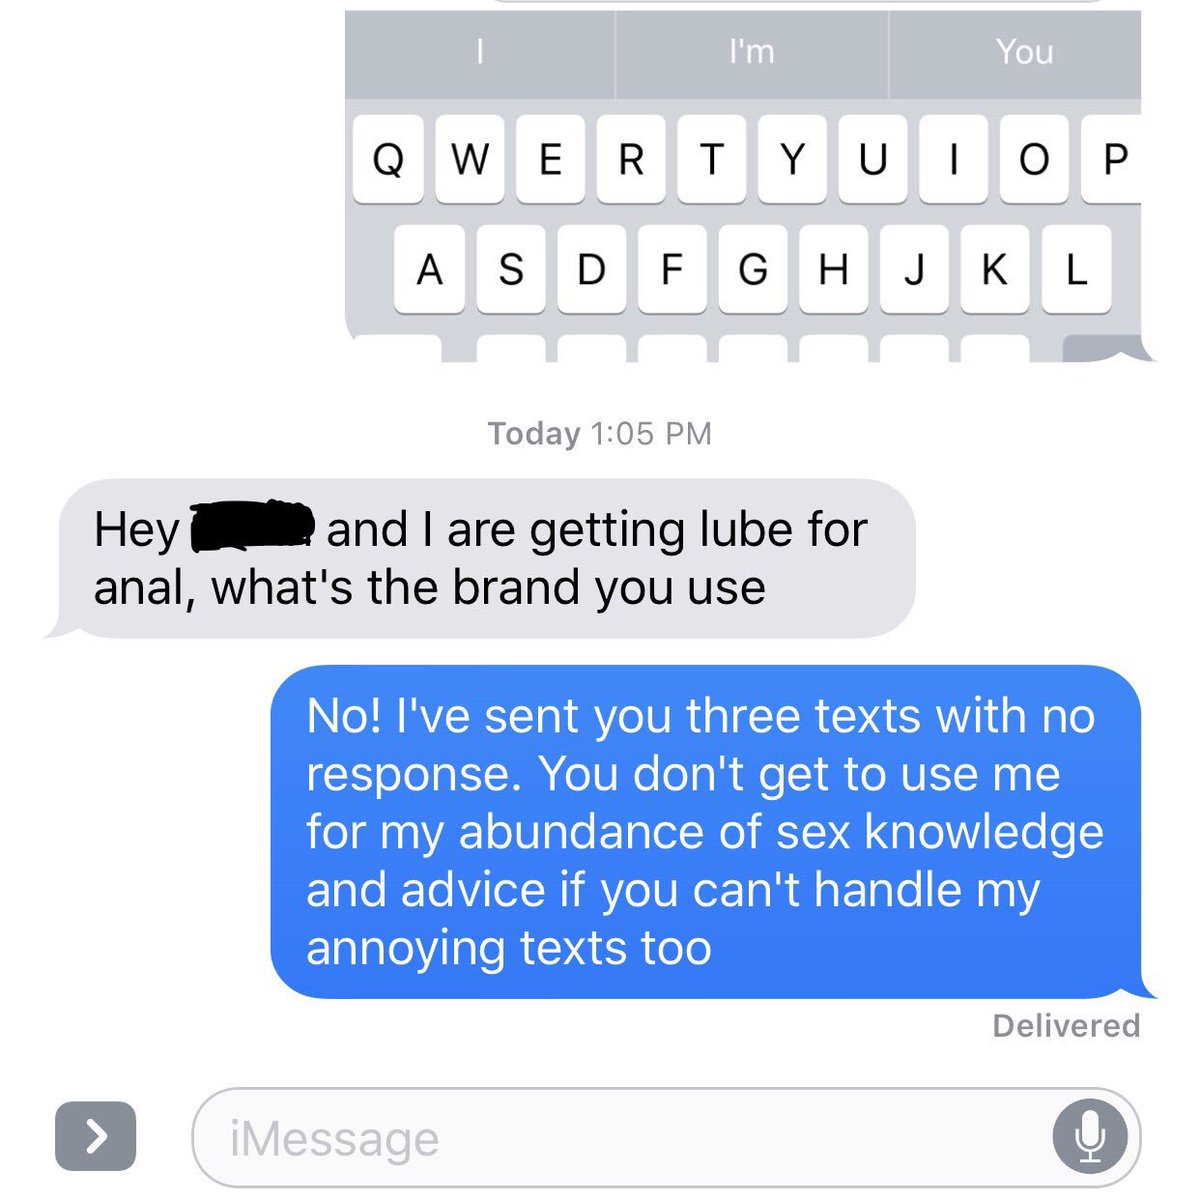 I I'm You
Q W E R T Y U I O P
A S D F G H J K L
Today 1:05 PM
Hey and I are getting lube for
anal, what's the brand you use
No! I've sent you three texts with no
response. You don't get to use me
for my abundance of sex knowledge
and advice if you can't handle my
annoying texts too
Delivered
iMessage